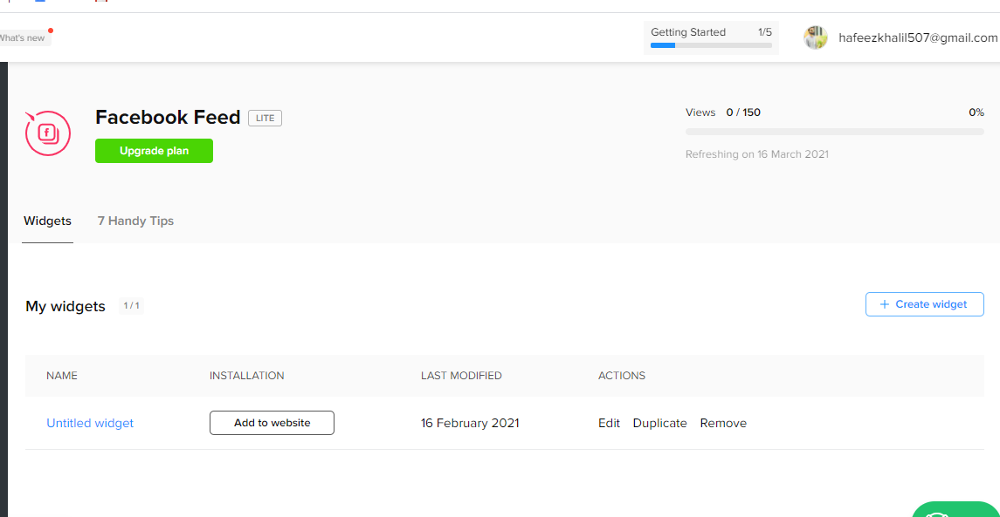 What's new
Getting Started 1/5
hafeezkhalil507@gmail.com
Facebook Feed LITE
Upgrade plan
Views 0 / 150 0%
Refreshing on 16 March 2021
Widgets 7 Handy Tips
My widgets 1 / 1
+ Create widget
NAME INSTALLATION LAST MODIFIED ACTIONS
Untitled widget Add to website 16 February 2021 Edit Duplicate Remove